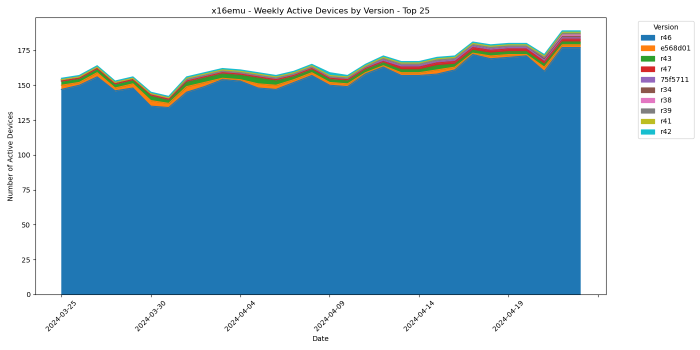 x16emu - Weekly Active Devices by Version - Top 25
Number of Active Devices
175
150
125
100
75
50
25
0
2024-03-25
2024-03-30
2024-04-04
2024-04-09
2024-04-14
2024-04-19
Date
Version
r46
e568d01
r43
r47
75f5711
r34
r38
r39
r41
r42